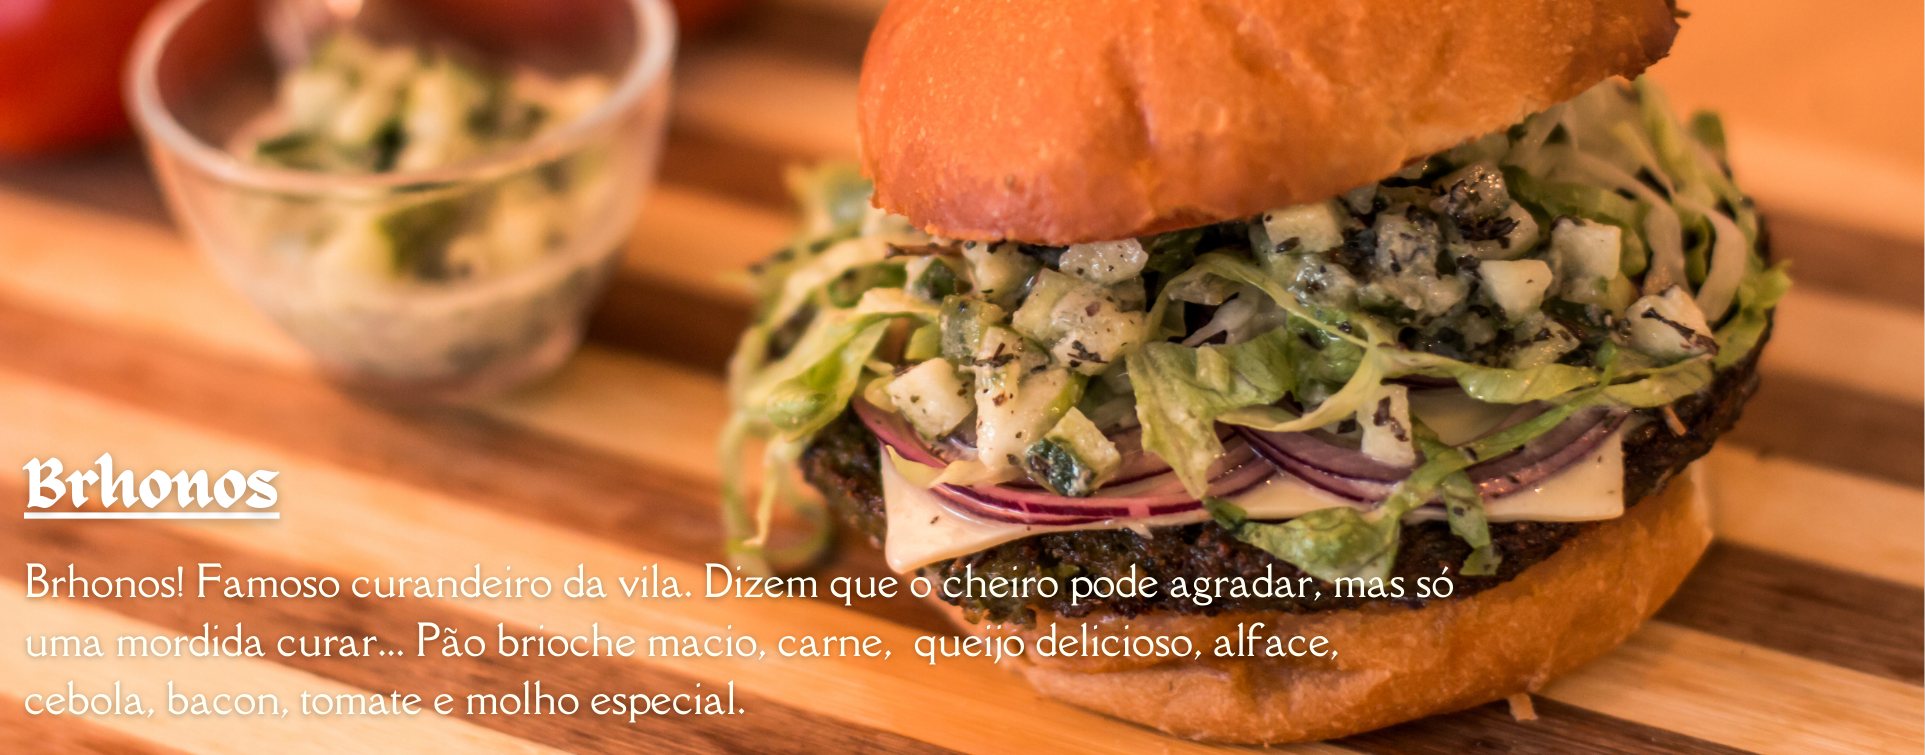 Brhonos
Brhonos! Famoso curandeiro da vila. Dizem que o cheiro pode agradar, mas só
uma mordida curar... Pão brioche macio, carne,  queijo delicioso, alface,
cebola, bacon, tomate e molho especial.